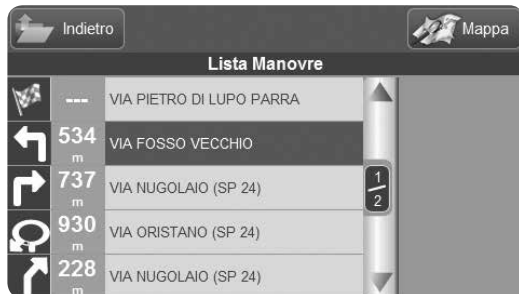 Indietro
Mappa
Lista Manovre
--- VIA PIETRO DI LUPO PARRA
534 m VIA FOSSO VECCHIO
737 m VIA NUGOLAIO (SP 24)
930 m VIA ORISTANO (SP 24)
228 m VIA NUGOLAIO (SP 24)
1
2